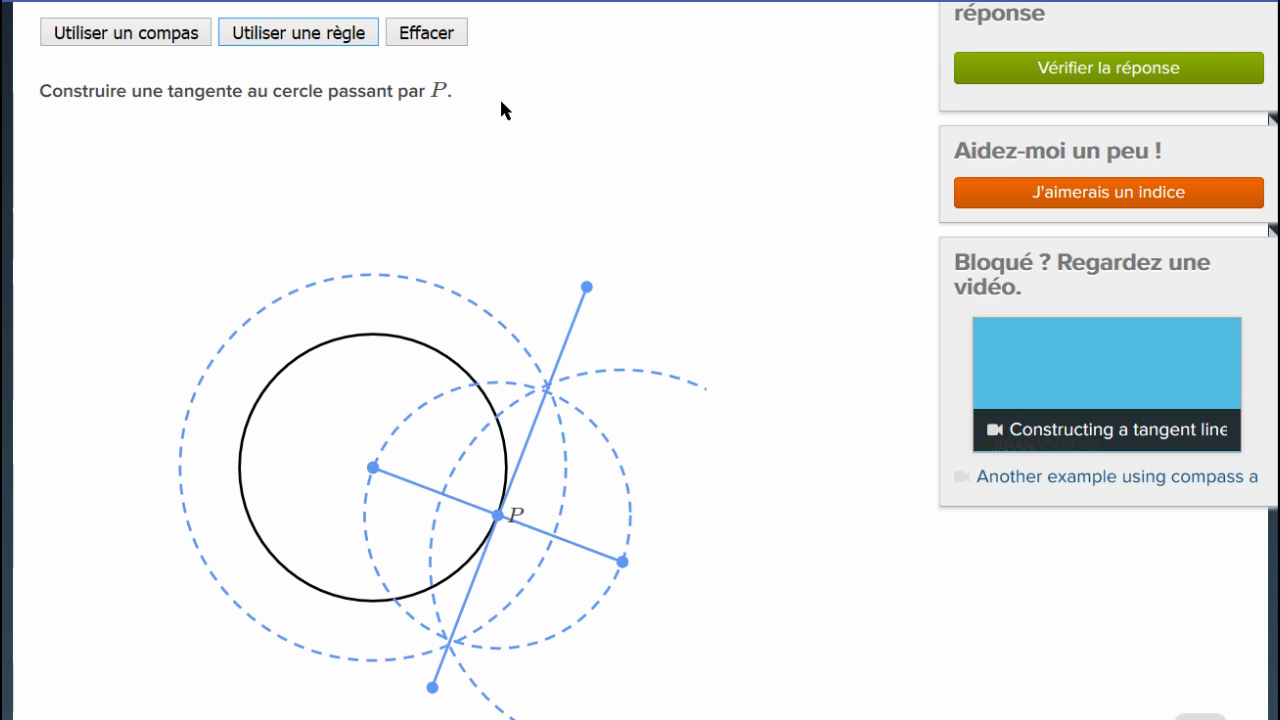 Utiliser un compas Utiliser une règle Effacer
Construire une tangente au cercle passant par P.
P
réponse
Vérifier la réponse
Aidez-moi un peu !
J'aimerais un indice
Bloqué ? Regardez une
vidéo.
Constructing a tangent line
Another example using compass a